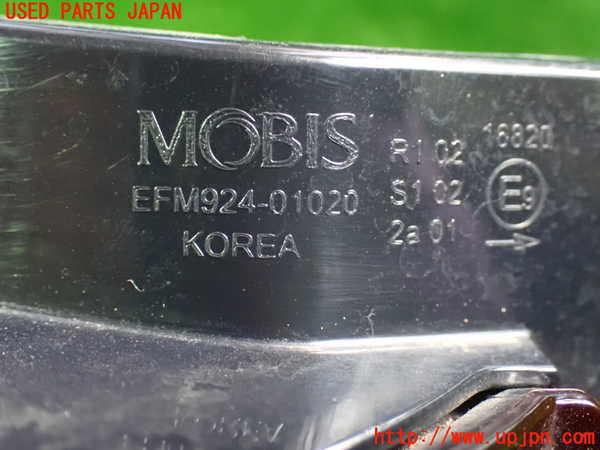 USED PARTS JAPAN
MOBIS
EFM924-01020
KOREA
R1 02
S1 02
2a 01
16820
E9
http://www.upjpn.com